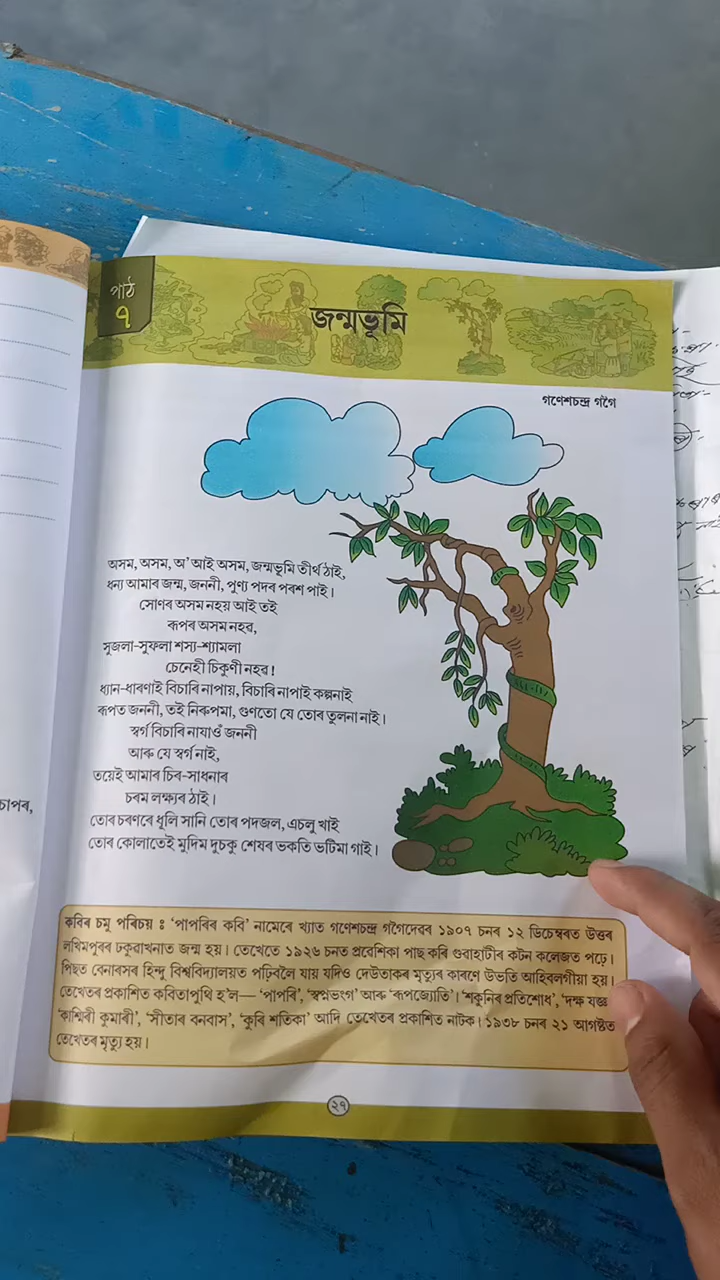 পাঠ
৭
জন্মভূমি
গণেশচন্দ্ৰ গগৈ
অসম, অসম, অ’ আই অসম, জন্মভূমি তীৰ্থ ঠাই,
ধন্য আমাৰ জন্ম, জননী, পুণ্য পদৰ পৰশ পাই।
সোণৰ অসম নহয় আই তই
ৰূপৰ অসম নহৱ,
সুজলা-সুফলা শস্য-শ্যামলা
চেনেহী চিকুণী নহৱ!
ধ্যান-ধাৰণাই বিচাৰি নাপায়, বিচাৰি নাপাই কল্পনাই
ৰূপত জননী, তই নিৰুপমা, গুণতো যে তোৰ তুলনা নাই।
স্বৰ্গ বিচাৰি নাযাওঁ জননী
আৰু যে স্বৰ্গ নাই,
তয়েই আমাৰ চিৰ-সাধনাৰ
চৰম লক্ষ্যৰ ঠাই।
তোৰ চৰণৰে ধূলি সানি তোৰ পদজল, এচলু খাই
তোৰ কোলাতেই মুদিম দুচকু শেষৰ ভকতি ভটিমা গাই।
চাপৰ,
কবিৰ চমু পৰিচয় : ‘পাপৰিৰ কবি’ নামেৰে খ্যাত গণেশচন্দ্ৰ গগৈদেৱৰ ১৯০৭ চনৰ ১২ ডিচেম্বৰত উত্তৰ
লখিমপুৰৰ ঢকুৱাখনাত জন্ম হয়। তেখেতে ১৯২৬ চনত প্ৰবেশিকা পাছ কৰি গুৱাহাটীৰ কটন কলেজত পঢ়ে।
পিছত বেনাৰসৰ হিন্দু বিশ্ববিদ্যালয়ত পঢ়িবলৈ যায় যদিও দেউতাকৰ মৃত্যুৰ কাৰণে উভতি আহিবলগীয়া হয়।
তেখেতৰ প্ৰকাশিত কবিতাপুথি হ’ল— ‘পাপৰি’, ‘স্বপ্নভংগ’ আৰু ‘ৰূপজ্যোতি’। ‘শকুনিৰ প্ৰতিশোধ’, ‘দক্ষ যজ্ঞ
‘কাশ্মিৰী কুমাৰী’, ‘সীতাৰ বনবাস’, ‘কুৰি শতিকা’ আদি তেখেতৰ প্ৰকাশিত নাটক। ১৯৩৮ চনৰ ২১ আগষ্টত
তেখেতৰ মৃত্যু হয়।
২৭